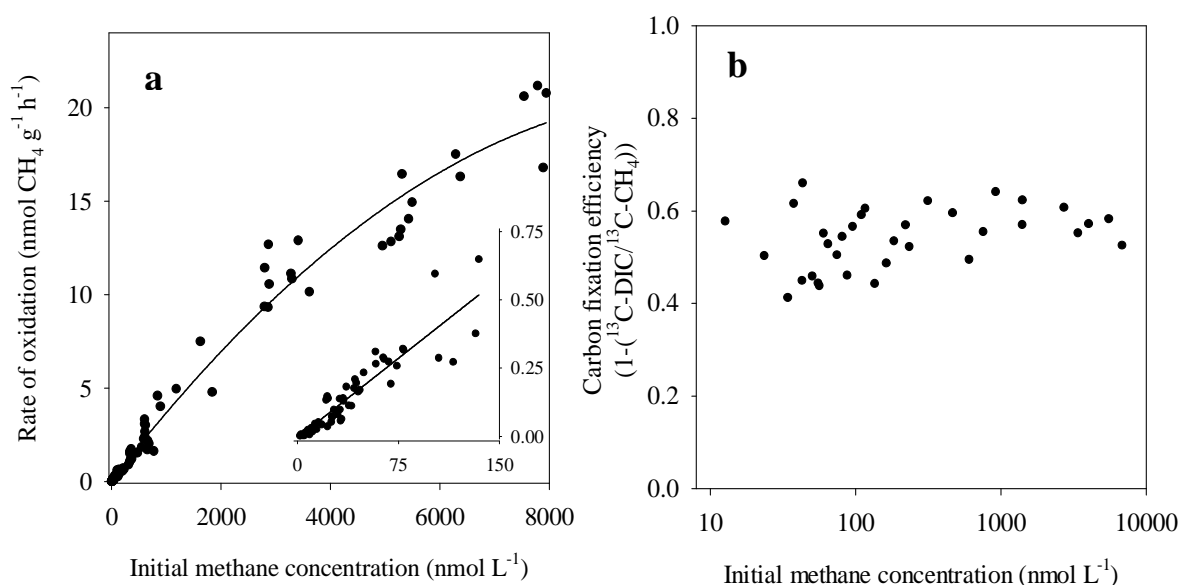 a
Rate of oxidation (nmol CH4 g-1 h-1)
20
15
10
5
0
0 2000 4000 6000 8000
Initial methane concentration (nmol L-1)
0.75
0.50
0.25
0.00
0 75 150
b
Carbon fixation efficiency
(1-(13C-DIC/13C-CH4))
1.0
0.8
0.6
0.4
0.2
0.0
10 100 1000 10000
Initial methane concentration (nmol L-1)